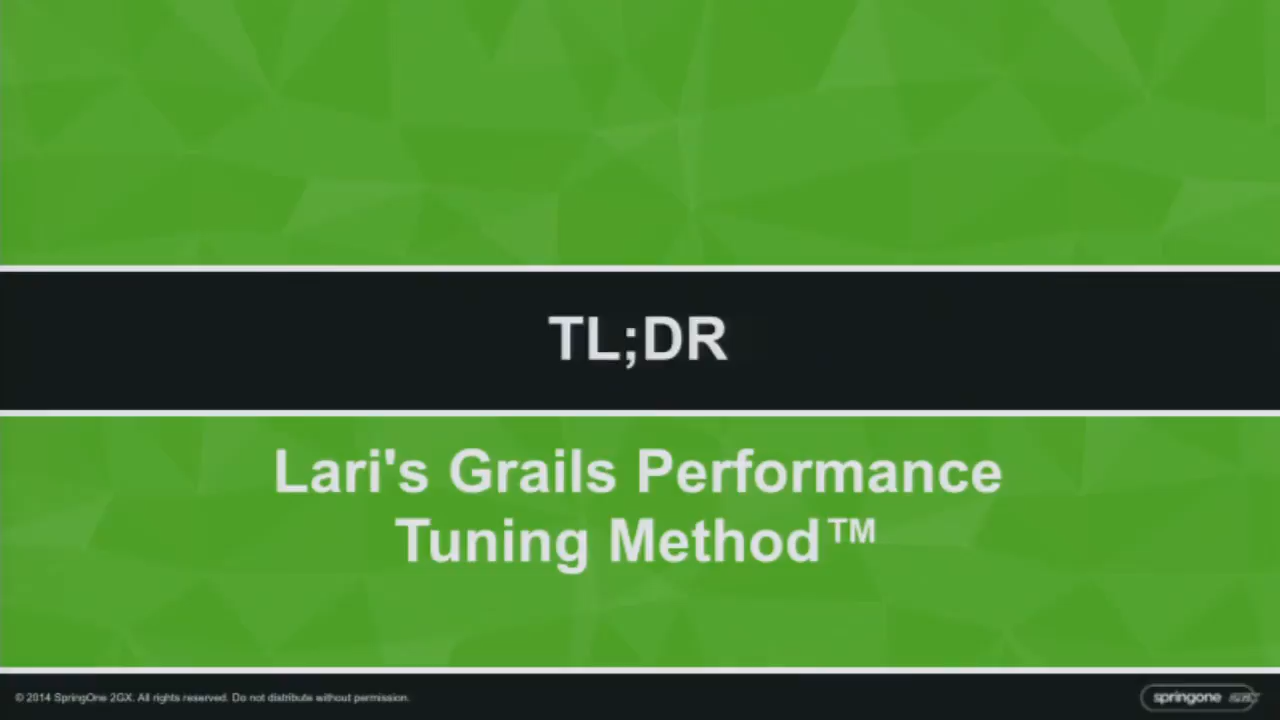 TL;DR
Lari's Grails Performance
Tuning Method™
© 2014 SpringOne 2GX. All rights reserved. Do not distribute without permission.
springone 2GX